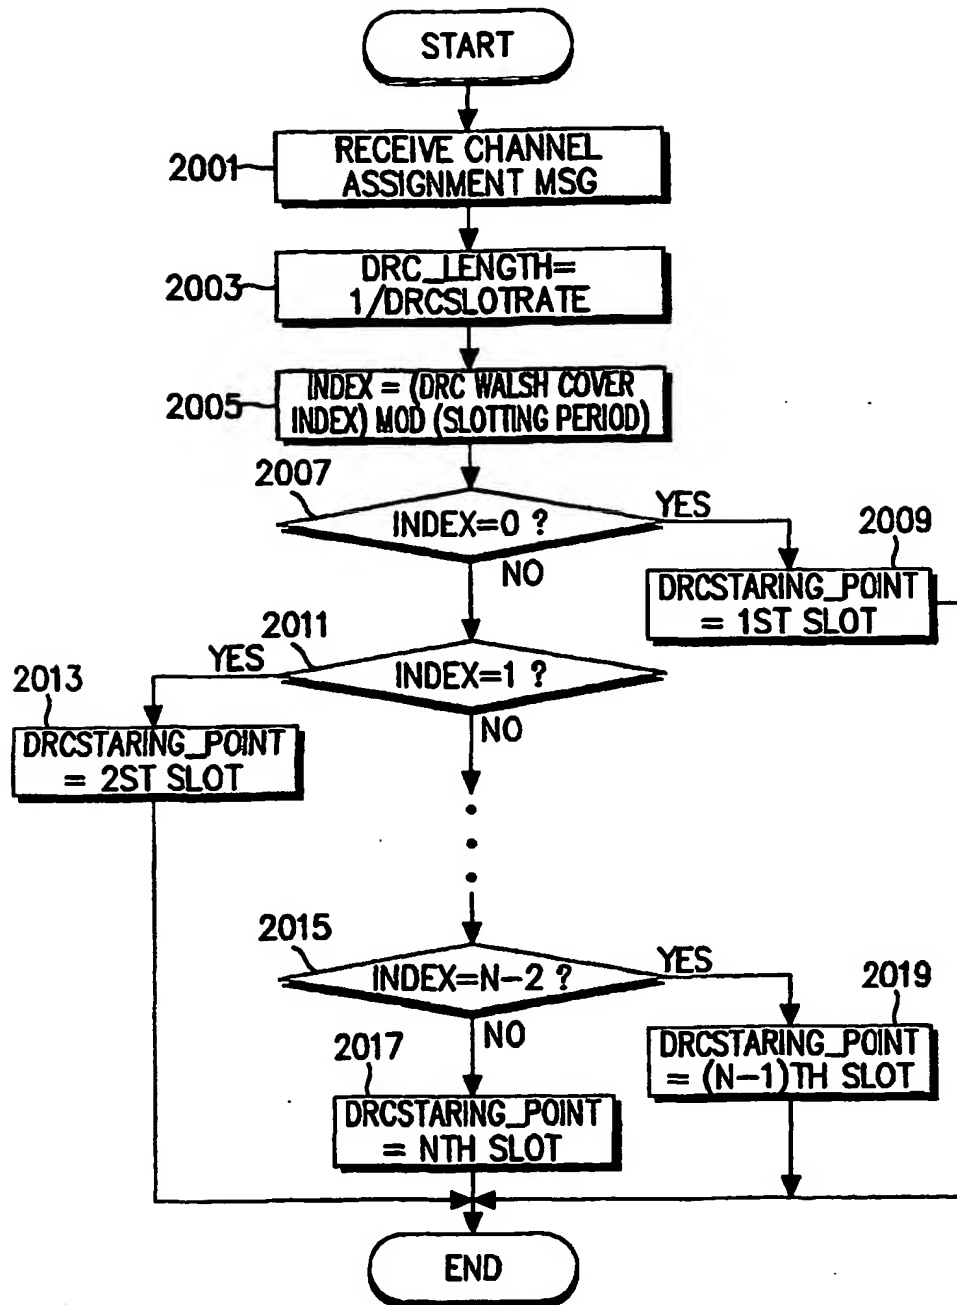 START
2001
RECEIVE CHANNEL
ASSIGNMENT MSG
2003
DRC_LENGTH=
1/DRCSLOTRATE
2005
INDEX = (DRC WALSH COVER
INDEX) MOD (SLOTTING PERIOD)
2007
INDEX=0 ?
YES
NO
2009
DRCSTARING_POINT
= 1ST SLOT
2011
INDEX=1 ?
YES
NO
2013
DRCSTARING_POINT
= 2ST SLOT
2015
INDEX=N-2 ?
YES
NO
2019
DRCSTARING_POINT
= (N-1)TH SLOT
2017
DRCSTARING_POINT
= NTH SLOT
END